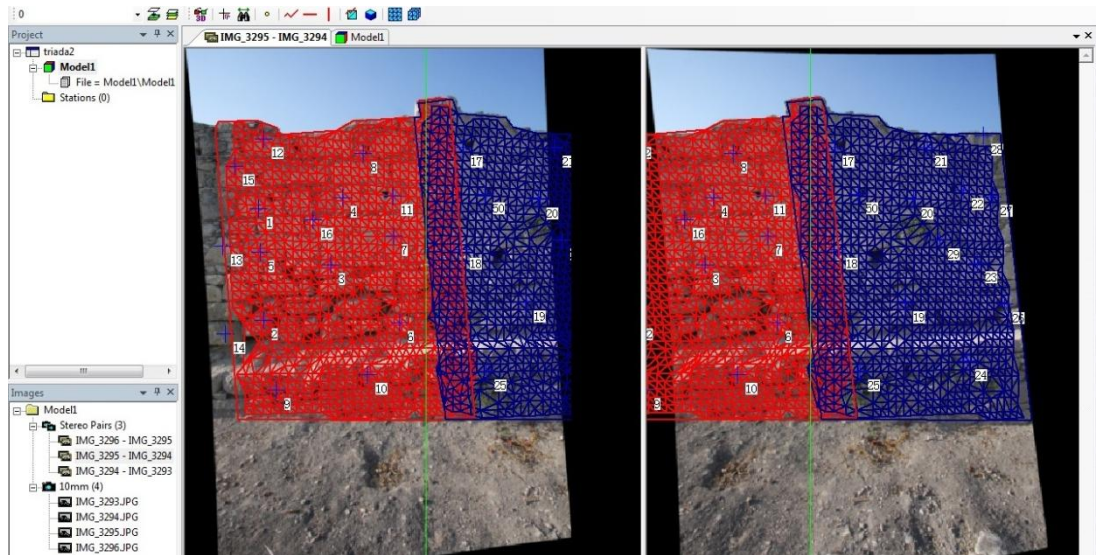 0
Project
triada2
Model1
File = Model1\Model1
Stations (0)
Images
Model1
Stereo Pairs (3)
IMG_3296 - IMG_3295
IMG_3295 - IMG_3294
IMG_3294 - IMG_3293
10mm (4)
IMG_3293.JPG
IMG_3294.JPG
IMG_3295.JPG
IMG_3296.JPG
IMG_3295 - IMG_3294
Model1
12
8
17
21
15
4
11
50
20
1
16
7
13
5
3
18
2
6
19
14
10
25
9
8
17
21
28
4
11
50
20
22
27
16
7
18
29
3
23
6
19
26
10
25
24
9